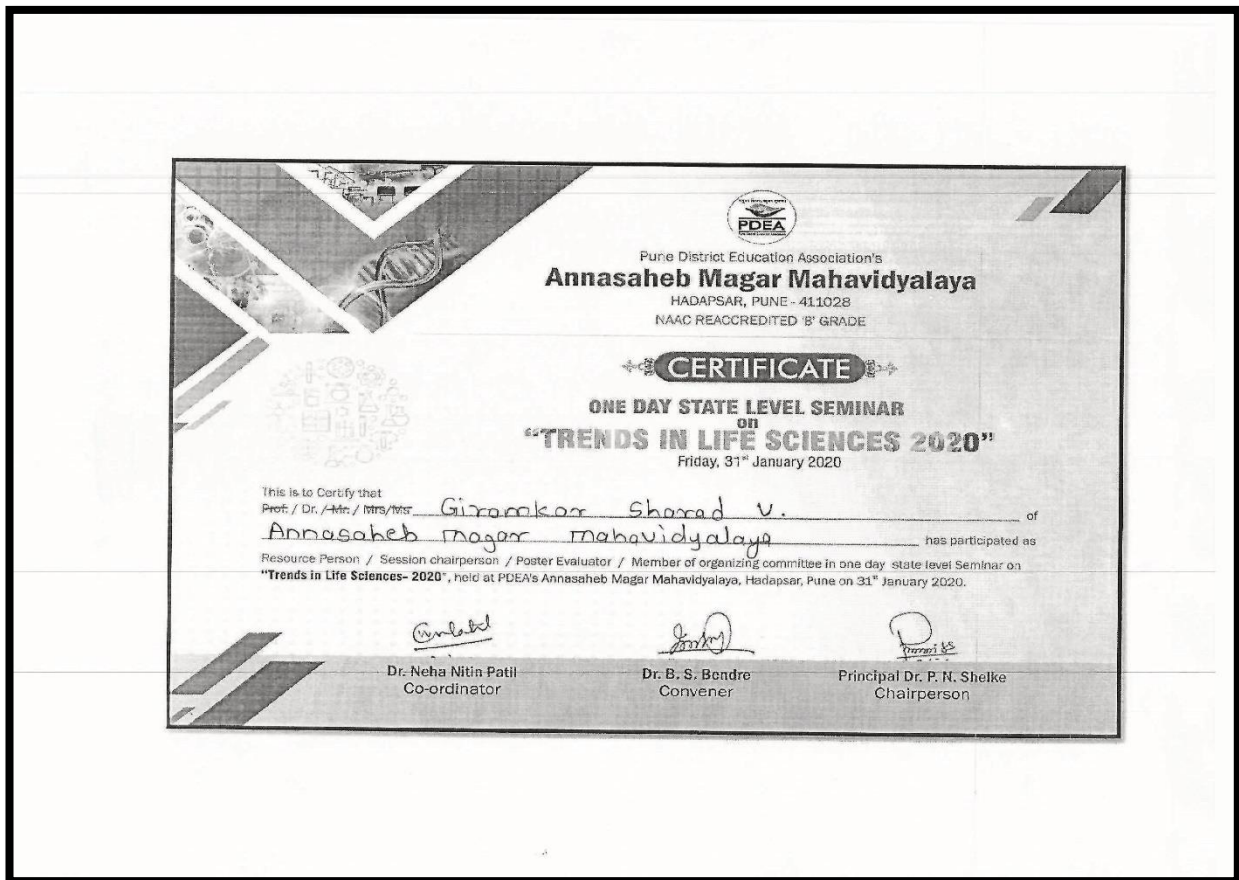 PDEA
Pune District Education Association's
Annasaheb Magar Mahavidyalaya
HADAPSAR, PUNE - 411028
NAAC REACCREDITED 'B' GRADE
CERTIFICATE
ONE DAY STATE LEVEL SEMINAR
on
"TRENDS IN LIFE SCIENCES 2020"
Friday, 31st January 2020
This is to Certify that
Prof. / Dr. / Mr. / Mrs/Ms Giramkar Sharad V. of
Annasaheb Magar Mahavidyalaya has participated as
Resource Person / Session chairperson / Poster Evaluator / Member of organizing committee in one day state level Seminar on
"Trends in Life Sciences- 2020", held at PDEA's Annasaheb Magar Mahavidyalaya, Hadapsar, Pune on 31st January 2020.
Dr. Neha Nitin Patil
Co-ordinator
Dr. B. S. Bendre
Convener
Principal Dr. P. N. Shelke
Chairperson